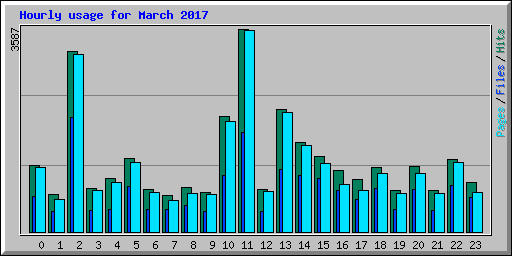 Hourly usage for March 2017
3587
Pages/Files/Hits
0 1 2 3 4 5 6 7 8 9 10 11 12 13 14 15 16 17 18 19 20 21 22 23